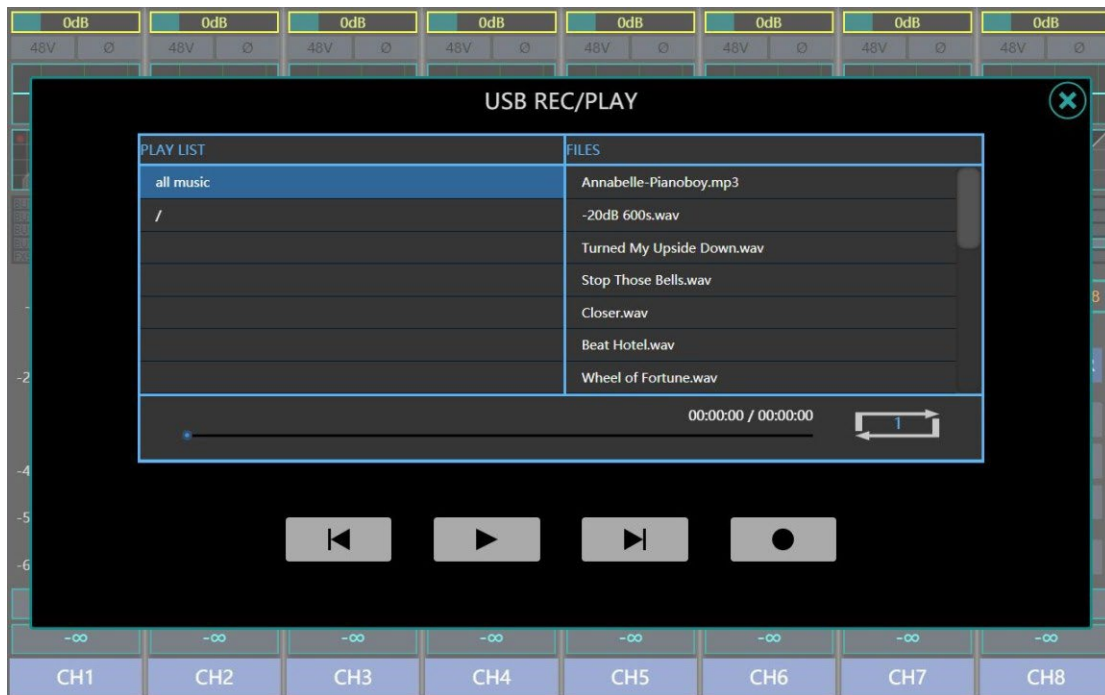 0dB 0dB 0dB 0dB 0dB 0dB 0dB 0dB
48V Ø 48V Ø 48V Ø 48V Ø 48V Ø 48V Ø 48V Ø 48V Ø
USB REC/PLAY
PLAY LIST FILES
all music Annabelle-Pianoboy.mp3
/ -20dB 600s.wav
Turned My Upside Down.wav
Stop Those Bells.wav
Closer.wav
Beat Hotel.wav
Wheel of Fortune.wav
00:00:00 / 00:00:00 1
-∞ -∞ -∞ -∞ -∞ -∞ -∞ -∞
CH1 CH2 CH3 CH4 CH5 CH6 CH7 CH8